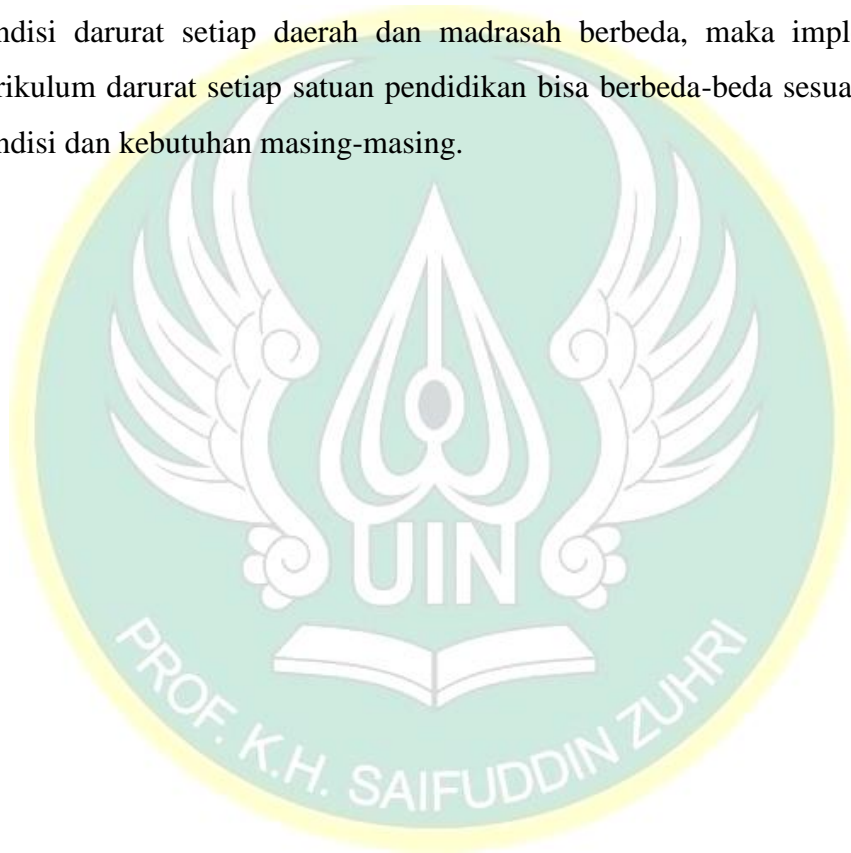 ndisi darurat setiap daerah dan madrasah berbeda, maka impl
rikulum darurat setiap satuan pendidikan bisa berbeda-beda sesua
ndisi dan kebutuhan masing-masing.
UIN
PROF. K.H. SAIFUDDIN ZUHRI